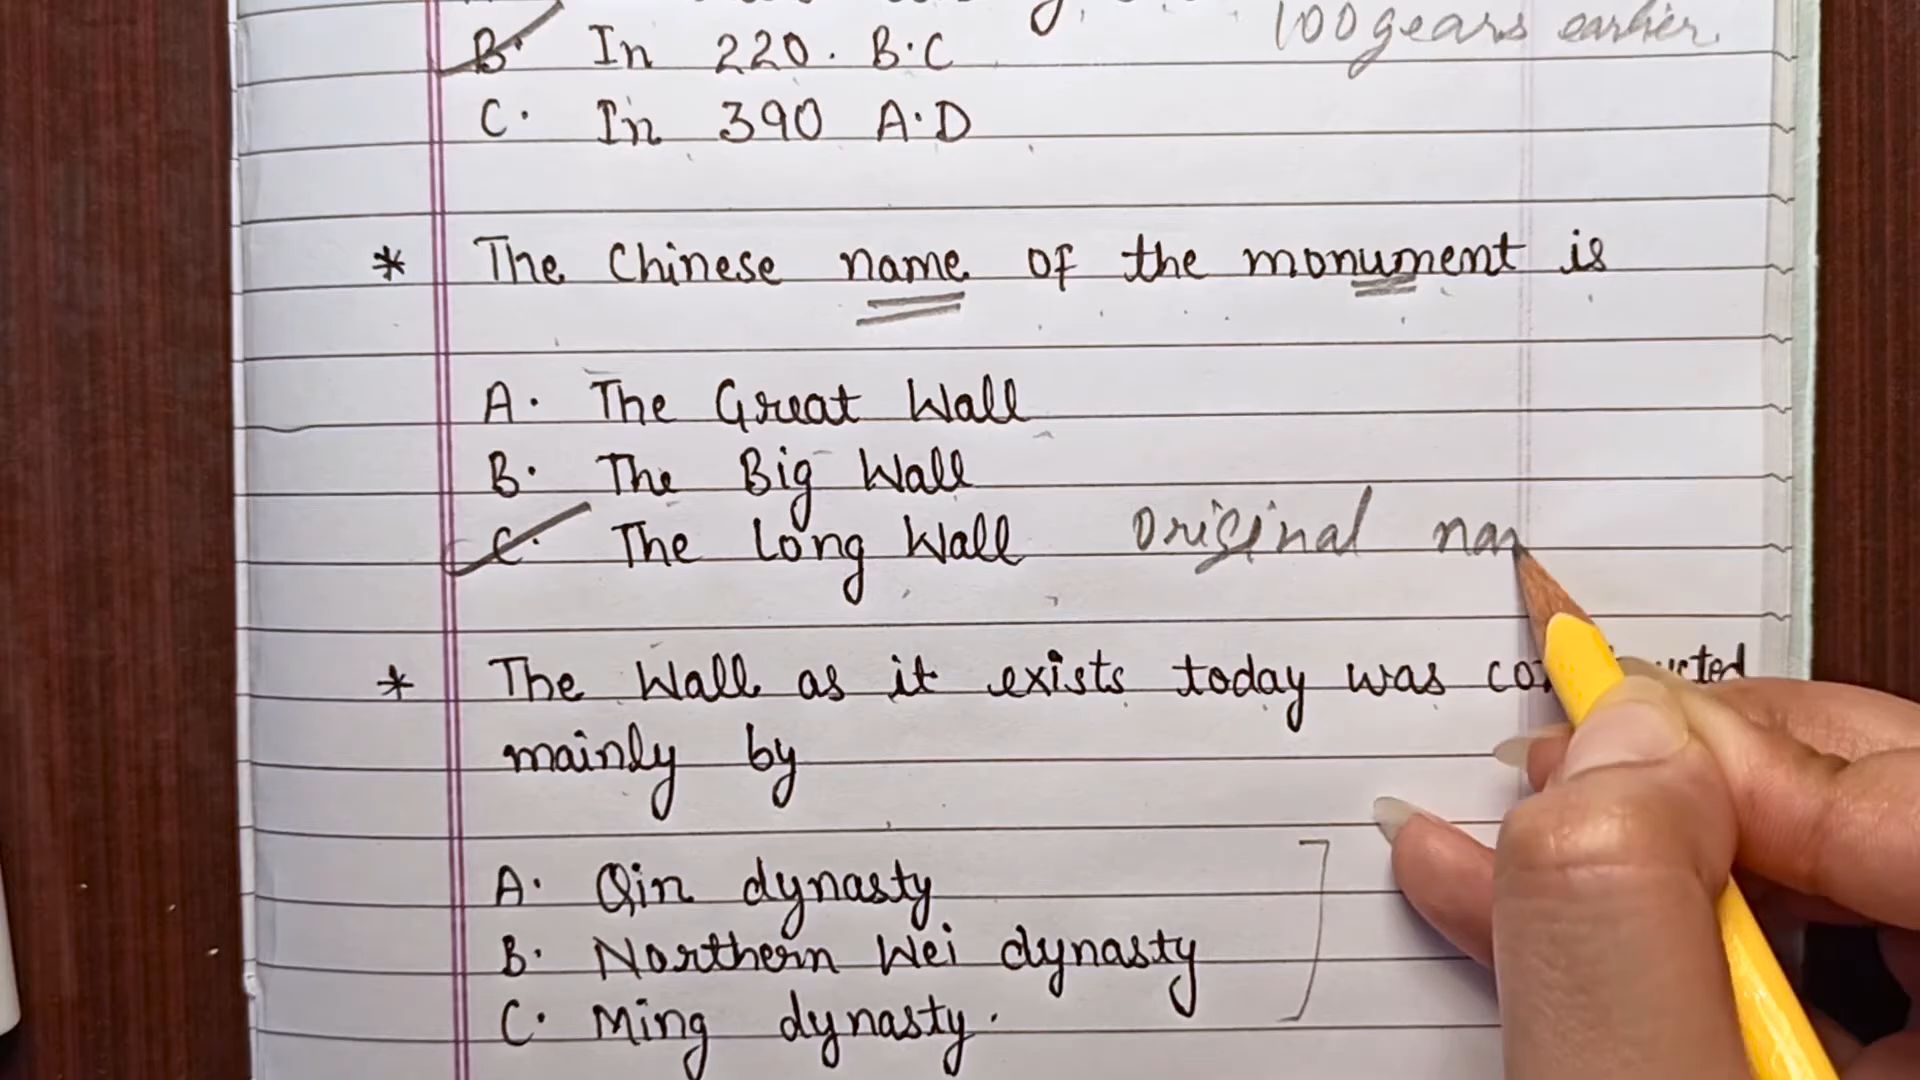 B. In 220. B.C
100 years earlier.
C. In 390 A.D
* The Chinese name of the monument is
A. The Great Wall
B. The Big Wall
C. The Long Wall original nam
* The Wall as it exists today was
mainly by
A. Qin dynasty
B. Northern Wei dynasty
C. Ming dynasty.